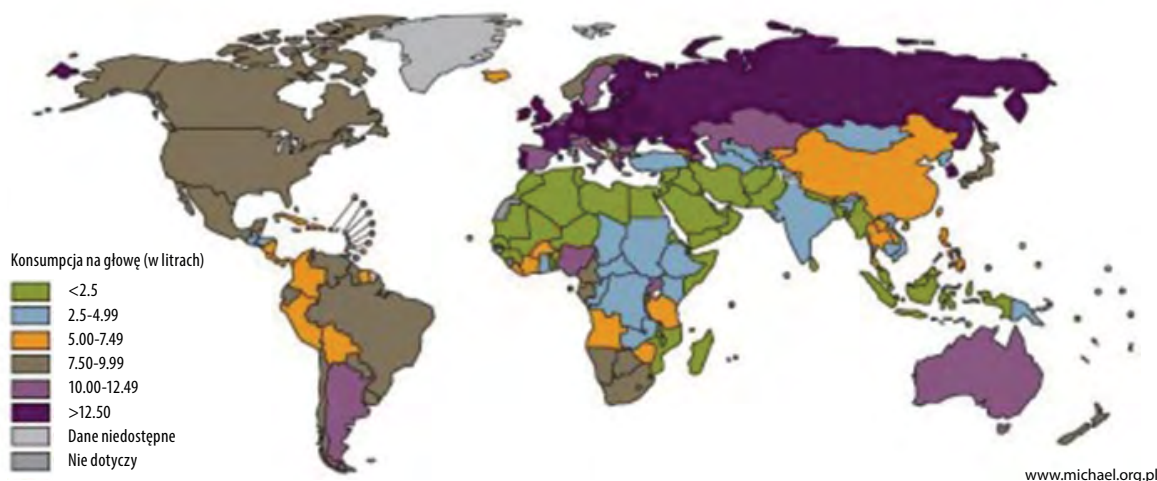 Konsumpcja na głowę (w litrach)
<2.5
2.5-4.99
5.00-7.49
7.50-9.99
10.00-12.49
>12.50
Dane niedostępne
Nie dotyczy
www.michael.org.pl